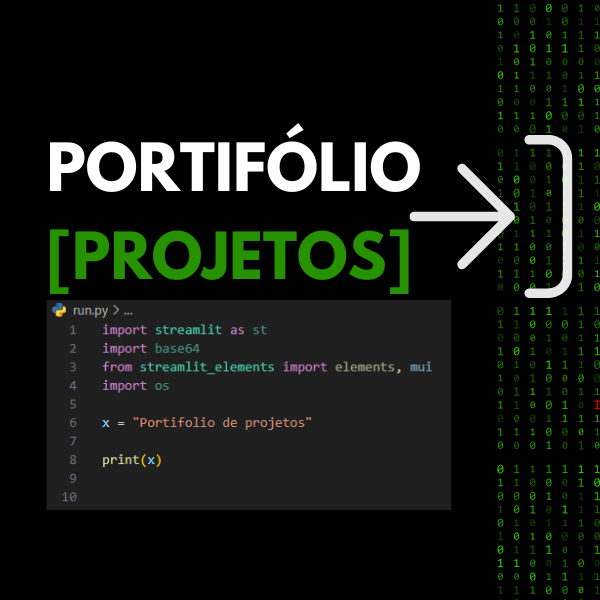 PORTIFÓLIO
[PROJETOS]
run.py > ...
1 import streamlit as st
2 import base64
3 from streamlit_elements import elements, mui
4 import os
5
6 x = "Portifolio de projetos"
7
8 print(x)
9
10